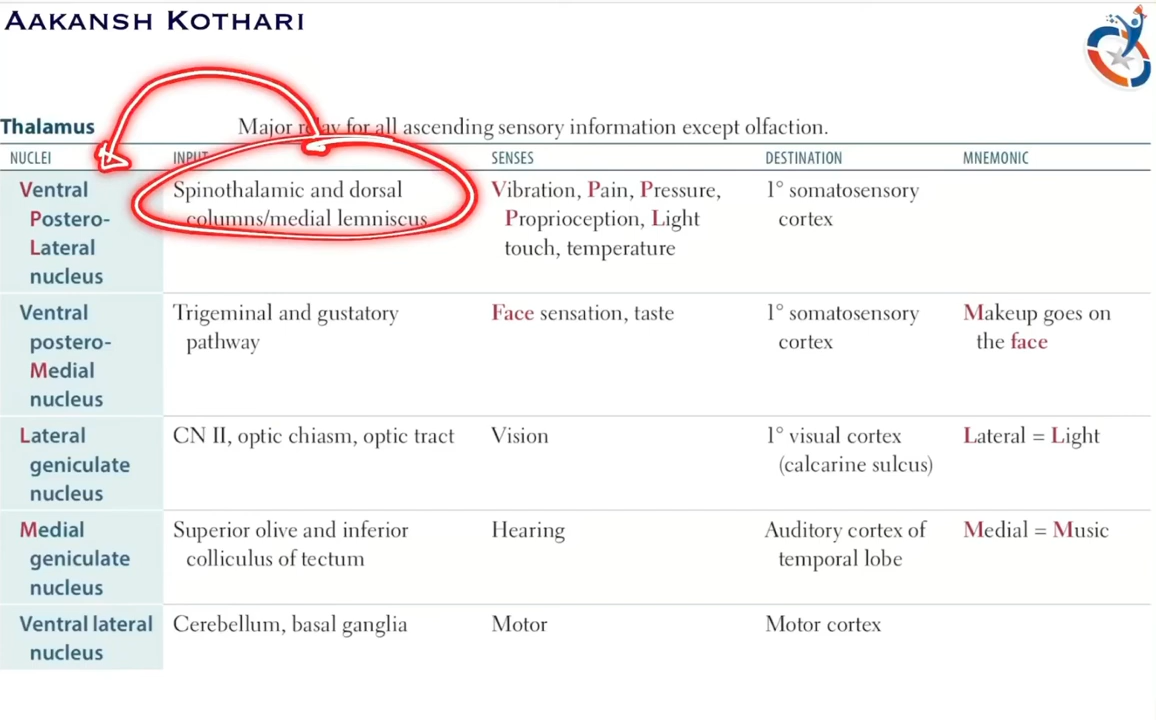 AAKANSH KOTHARI
Thalamus Major relay for all ascending sensory information except olfaction.
NUCLEI INPUT SENSES DESTINATION MNEMONIC
Ventral Spinothalamic and dorsal Vibration, Pain, Pressure, 1° somatosensory
Postero- columns/medial lemniscus Proprioception, Light cortex
Lateral touch, temperature
nucleus
Ventral Trigeminal and gustatory Face sensation, taste 1° somatosensory Makeup goes on
postero- pathway cortex the face
Medial
nucleus
Lateral CN II, optic chiasm, optic tract Vision 1° visual cortex Lateral = Light
geniculate (calcarine sulcus)
nucleus
Medial Superior olive and inferior Hearing Auditory cortex of Medial = Music
geniculate colliculus of tectum temporal lobe
nucleus
Ventral lateral Cerebellum, basal ganglia Motor Motor cortex
nucleus